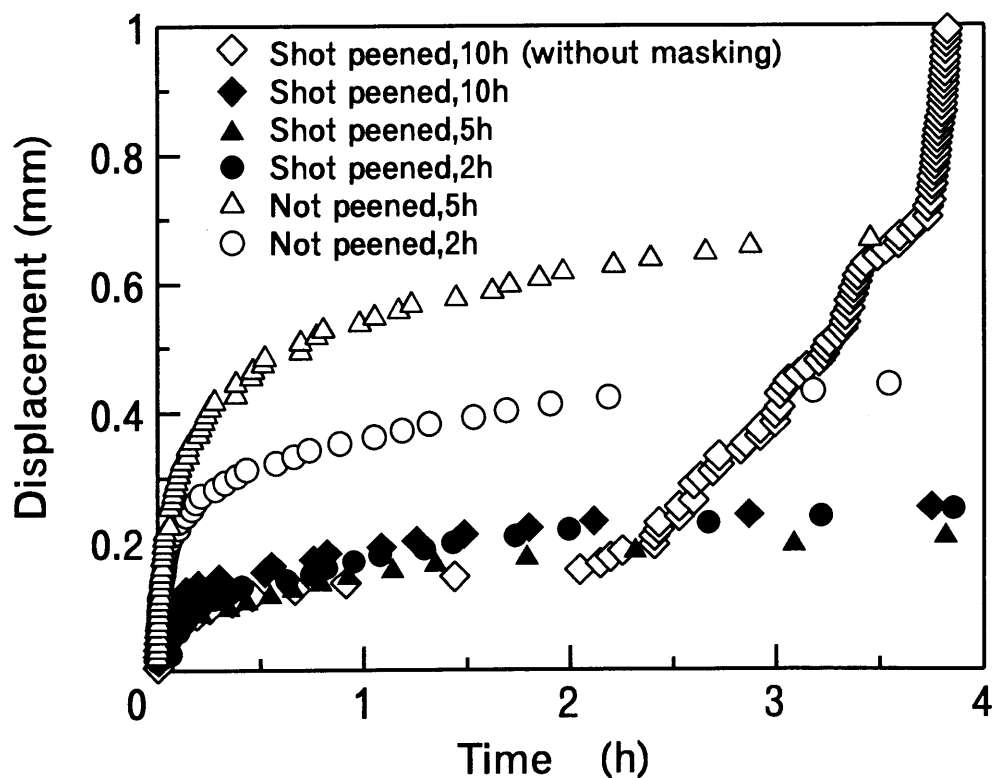 1
Shot peened,10h (without masking)
Shot peened,10h
Shot peened,5h
Shot peened,2h
Not peened,5h
Not peened,2h
0.8
0.6
0.4
0.2
Displacement (mm)
0 1 2 3 4
Time (h)